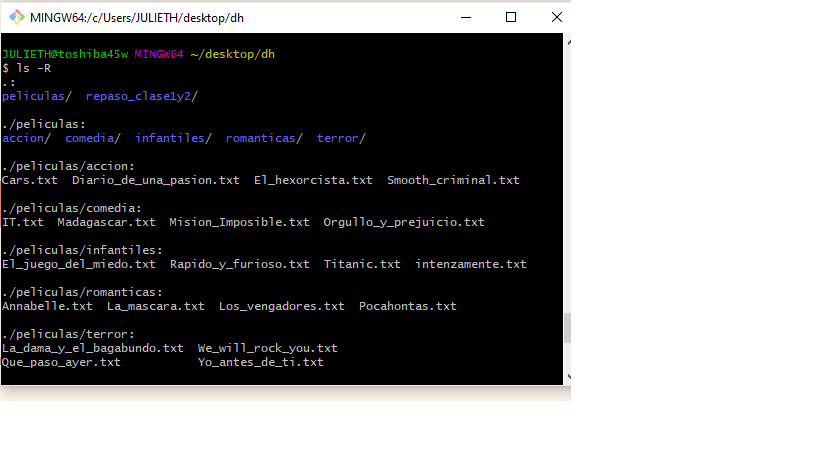 MINGW64:/c/Users/JULIETH/desktop/dh
JULIETH@toshiba45w MINGW64 ~/desktop/dh
$ ls -R
.:
peliculas/  repaso_clase1y2/
./peliculas:
accion/  comedia/  infantiles/  romanticas/  terror/
./peliculas/accion:
Cars.txt  Diario_de_una_pasion.txt  El_hexorcista.txt  Smooth_criminal.txt
./peliculas/comedia:
IT.txt  Madagascar.txt  Mision_Imposible.txt  Orgullo_y_prejuicio.txt
./peliculas/infantiles:
El_juego_del_miedo.txt  Rapido_y_furioso.txt  Titanic.txt  intenzamente.txt
./peliculas/romanticas:
Annabelle.txt  La_mascara.txt  Los_vengadores.txt  Pocahontas.txt
./peliculas/terror:
La_dama_y_el_bagabundo.txt  We_will_rock_you.txt
Que_paso_ayer.txt  Yo_antes_de_ti.txt